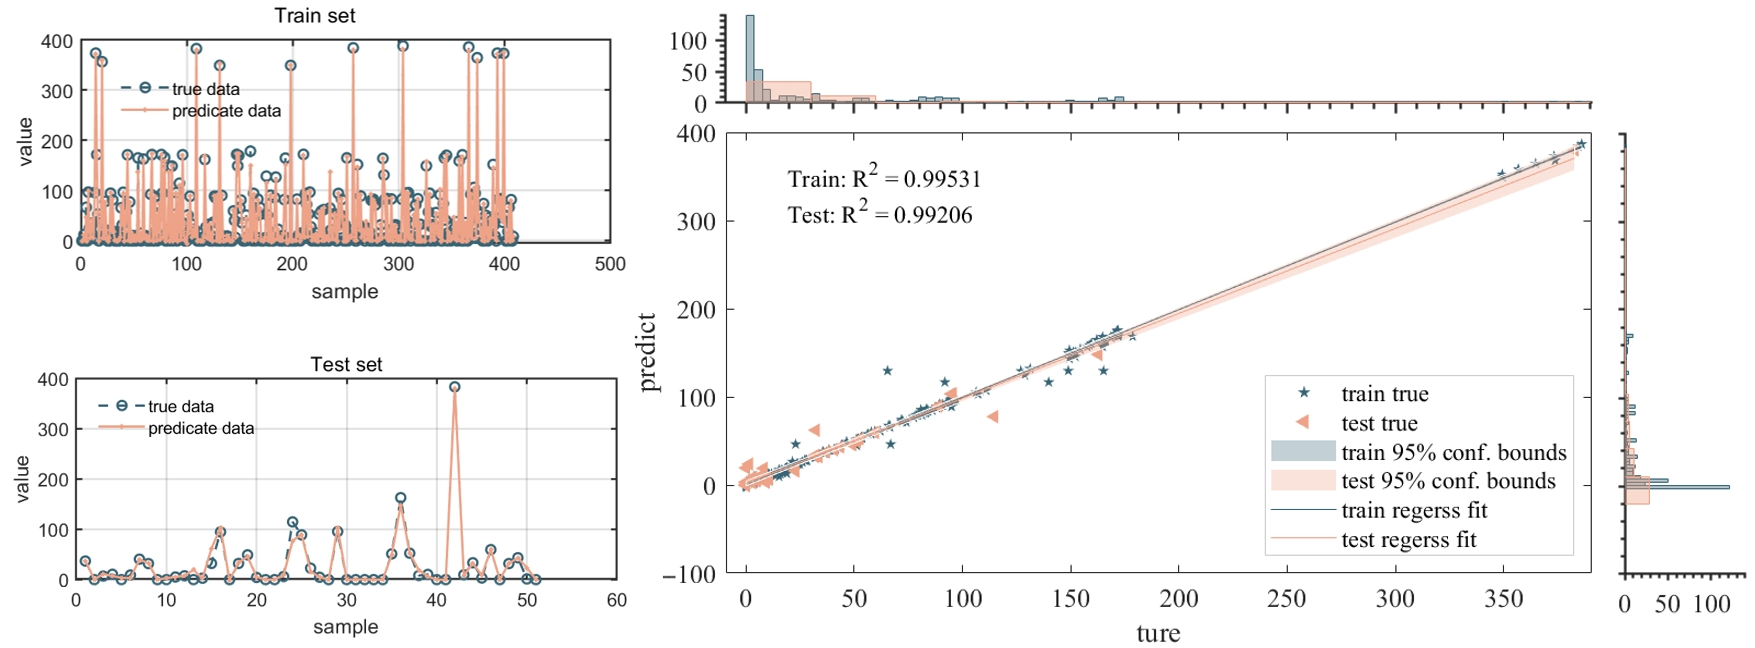 Train set
400
300
200
100
0
value
true data
predicate data
0 100 200 300 400 500
sample
Test set
400
300
200
100
0
value
true data
predicate data
0 10 20 30 40 50 60
sample
100
50
0
400
300
200
100
0
−100
predict
Train: R² = 0.99531
Test: R² = 0.99206
train true
test true
train 95% conf. bounds
test 95% conf. bounds
train regerss fit
test regerss fit
0 50 100 150 200 250 300 350
ture
0 50 100